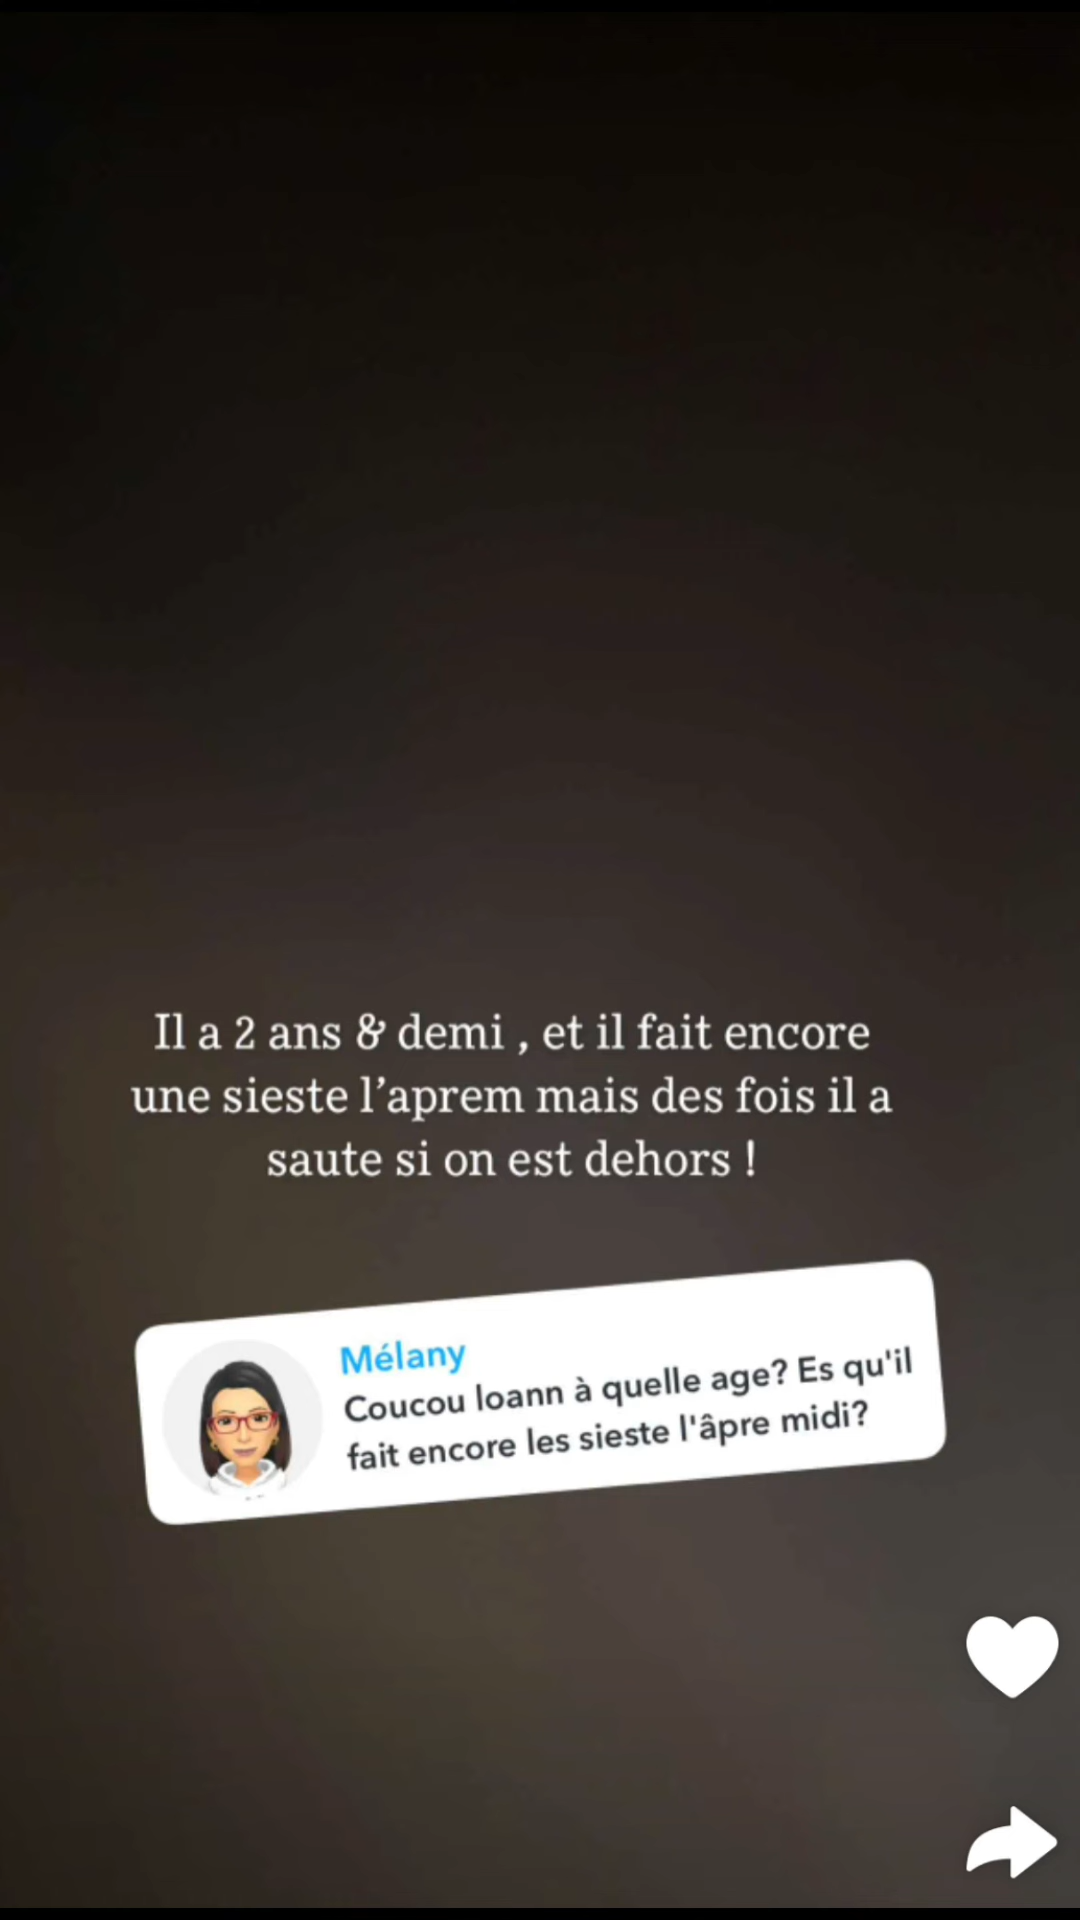 Il a 2 ans & demi , et il fait encore
une sieste l’aprem mais des fois il a
saute si on est dehors !
Mélany
Coucou loann à quelle age? Es qu'il
fait encore les sieste l'âpre midi?